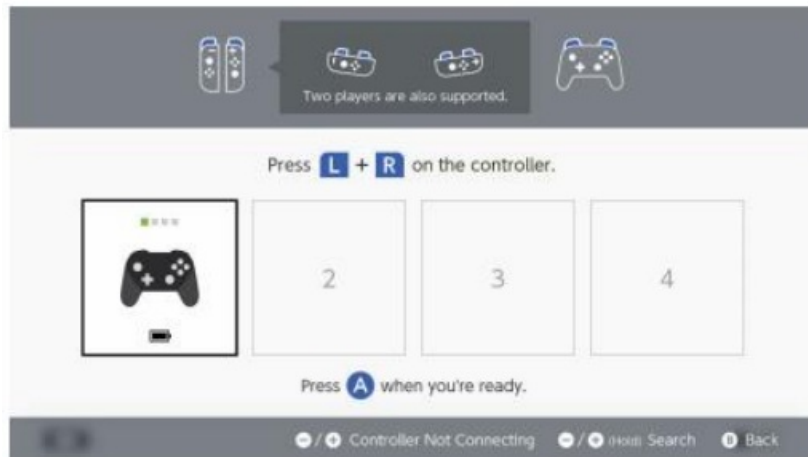 Two players are also supported.
Press L + R on the controller.
2
3
4
Press A when you're ready.
/ Controller Not Connecting / (Hold) Search B Back